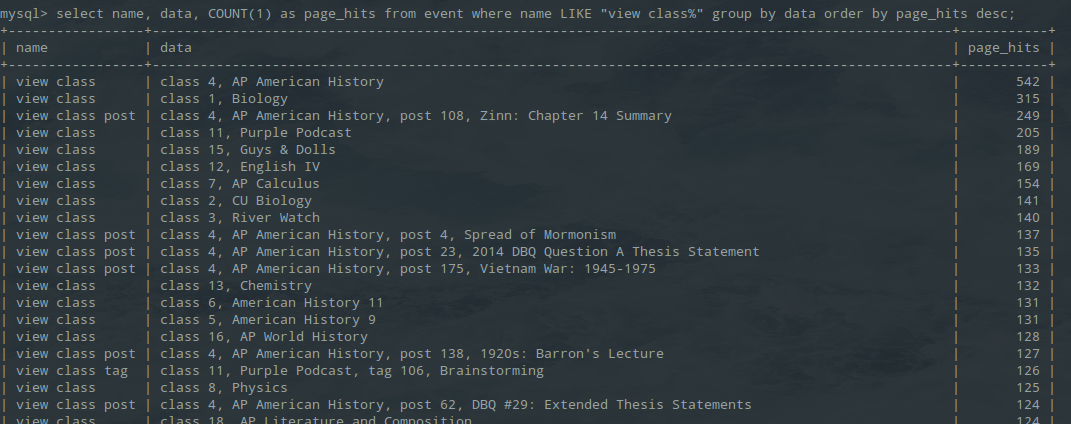 mysql> select name, data, COUNT(1) as page_hits from event where name LIKE "view class%" group by data order by page_hits desc;
+-----------------+----------------------------------------------------------------------------------------------------+-----------+
| name | data | page_hits |
+-----------------+----------------------------------------------------------------------------------------------------+-----------+
| view class | class 4, AP American History | 542 |
| view class | class 1, Biology | 315 |
| view class post | class 4, AP American History, post 108, Zinn: Chapter 14 Summary | 249 |
| view class | class 11, Purple Podcast | 205 |
| view class | class 15, Guys & Dolls | 189 |
| view class | class 12, English IV | 169 |
| view class | class 7, AP Calculus | 154 |
| view class | class 2, CU Biology | 141 |
| view class | class 3, River Watch | 140 |
| view class post | class 4, AP American History, post 4, Spread of Mormonism | 137 |
| view class post | class 4, AP American History, post 23, 2014 DBQ Question A Thesis Statement | 135 |
| view class post | class 4, AP American History, post 175, Vietnam War: 1945-1975 | 133 |
| view class | class 13, Chemistry | 132 |
| view class | class 6, American History 11 | 131 |
| view class | class 5, American History 9 | 131 |
| view class | class 16, AP World History | 128 |
| view class post | class 4, AP American History, post 138, 1920s: Barron's Lecture | 127 |
| view class tag | class 11, Purple Podcast, tag 106, Brainstorming | 126 |
| view class | class 8, Physics | 125 |
| view class post | class 4, AP American History, post 62, DBQ #29: Extended Thesis Statements | 124 |
| view class | class 18, AP Literature and Composition | 124 |